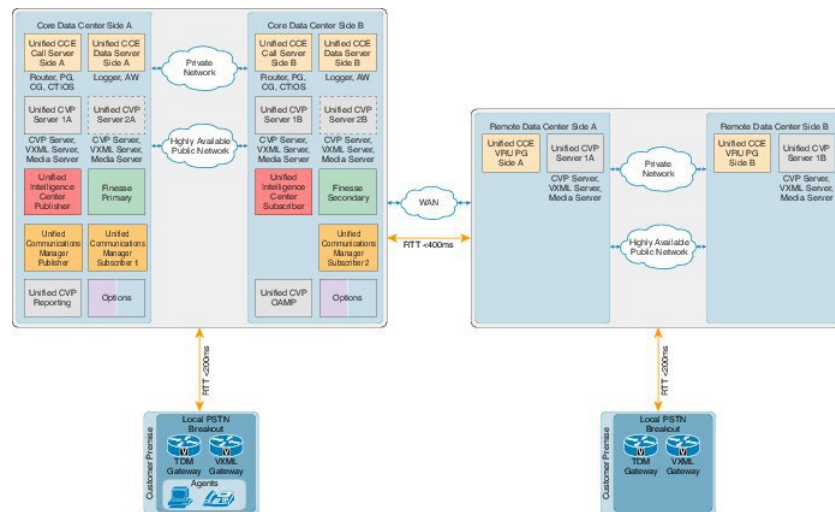 Core Data Center Side A
Unified CCE
Call Server
Side A
Router, PG,
CG, CTIOS
Unified CCE
Data Server
Side A
Logger, AW
Unified CVP
Server 1A
CVP Server,
VXML Server,
Media Server
Unified CVP
Server 2A
CVP Server,
VXML Server,
Media Server
Unified
Intelligence
Center
Publisher
Finesse
Primary
Unified
Communications
Manager
Publisher
Unified
Communications
Manager
Subscriber 1
Unified CVP
Reporting
Options
Private
Network
Highly Available
Public Network
Core Data Center Side B
Unified CCE
Call Server
Side B
Router, PG,
CG, CTIOS
Unified CCE
Data Server
Side B
Logger, AW
Unified CVP
Server 1B
CVP Server,
VXML Server,
Media Server
Unified CVP
Server 2B
CVP Server,
VXML Server,
Media Server
Unified
Intelligence
Center
Subscriber
Finesse
Secondary
Unified
Communications
Manager
Subscriber 2
Unified CVP
OAMP
Options
WAN
RTT <400ms
Remote Data Center Side A
Unified CCE
VRU PG
Side A
Unified CVP
Server 1A
CVP Server,
VXML Server,
Media Server
Private
Network
Highly Available
Public Network
Remote Data Center Side B
Unified CCE
VRU PG
Side B
Unified CVP
Server 1B
CVP Server,
VXML Server,
Media Server
RTT <200ms
Customer Premise
Local PSTN
Breakout
V
V
TDM
Gateway
VXML
Gateway
Agents
RTT <200ms
Customer Premise
Local PSTN
Breakout
V
V
TDM
Gateway
VXML
Gateway